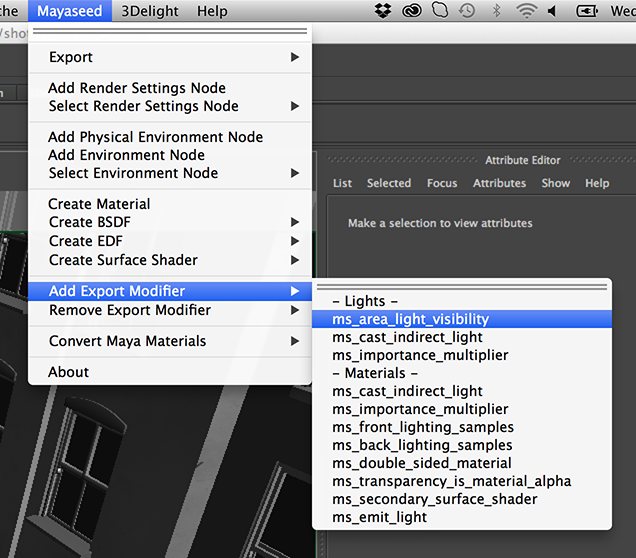 Mayaseed 3Delight Help
Export
Add Render Settings Node
Select Render Settings Node
Add Physical Environment Node
Add Environment Node
Select Environment Node
Create Material
Create BSDF
Create EDF
Create Surface Shader
Add Export Modifier
Remove Export Modifier
Convert Maya Materials
About
Attribute Editor
List Selected Focus Attributes Show Help
Make a selection to view attributes
- Lights -
ms_area_light_visibility
ms_cast_indirect_light
ms_importance_multiplier
- Materials -
ms_cast_indirect_light
ms_importance_multiplier
ms_front_lighting_samples
ms_back_lighting_samples
ms_double_sided_material
ms_transparency_is_material_alpha
ms_secondary_surface_shader
ms_emit_light